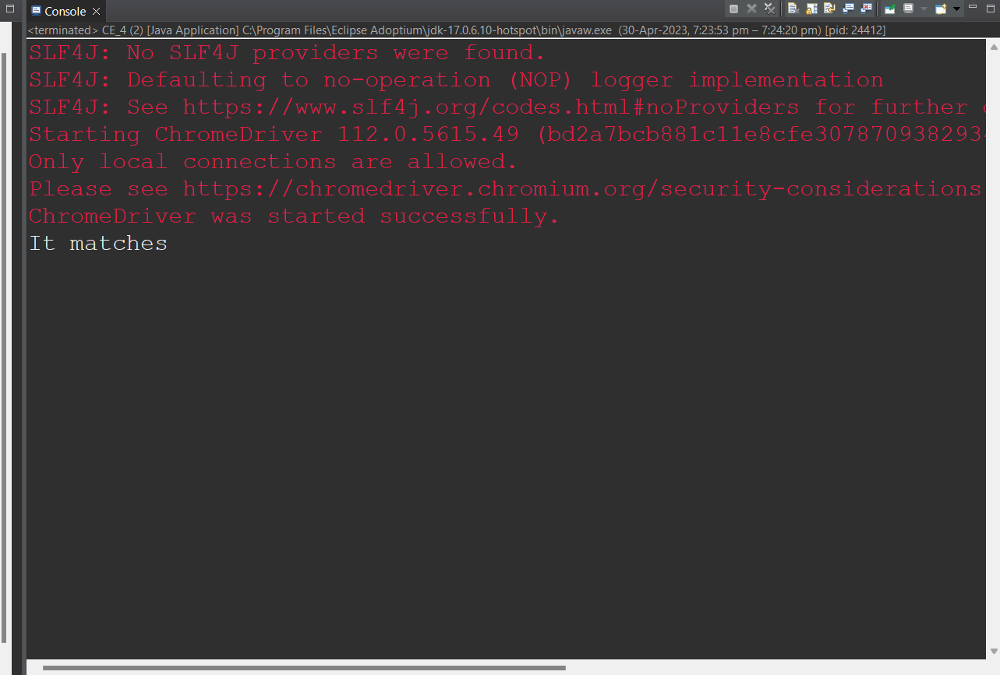 Console
<terminated> CE_4 (2) [Java Application] C:\Program Files\Eclipse Adoptium\jdk-17.0.6.10-hotspot\bin\javaw.exe (30-Apr-2023, 7:23:53 pm – 7:24:20 pm) [pid: 24412]
SLF4J: No SLF4J providers were found.
SLF4J: Defaulting to no-operation (NOP) logger implementation
SLF4J: See https://www.slf4j.org/codes.html#noProviders for further
Starting ChromeDriver 112.0.5615.49 (bd2a7bcb881c11e8cfe3078709382934
Only local connections are allowed.
Please see https://chromedriver.chromium.org/security-considerations
ChromeDriver was started successfully.
It matches